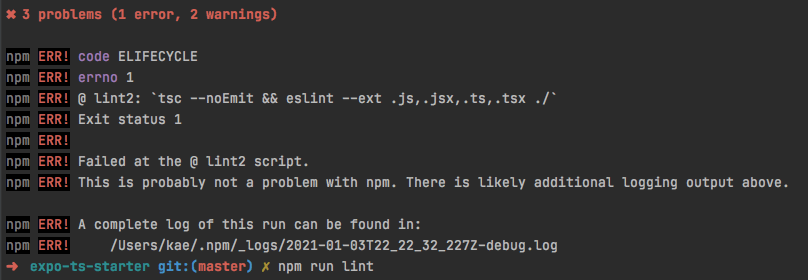 ✖ 3 problems (1 error, 2 warnings)
npm ERR! code ELIFECYCLE
npm ERR! errno 1
npm ERR! @ lint2: `tsc --noEmit && eslint --ext .js,.jsx,.ts,.tsx ./`
npm ERR! Exit status 1
npm ERR!
npm ERR! Failed at the @ lint2 script.
npm ERR! This is probably not a problem with npm. There is likely additional logging output above.
npm ERR! A complete log of this run can be found in:
npm ERR!     /Users/kae/.npm/_logs/2021-01-03T22_22_32_227Z-debug.log
➜  expo-ts-starter git:(master) ✗ npm run lint